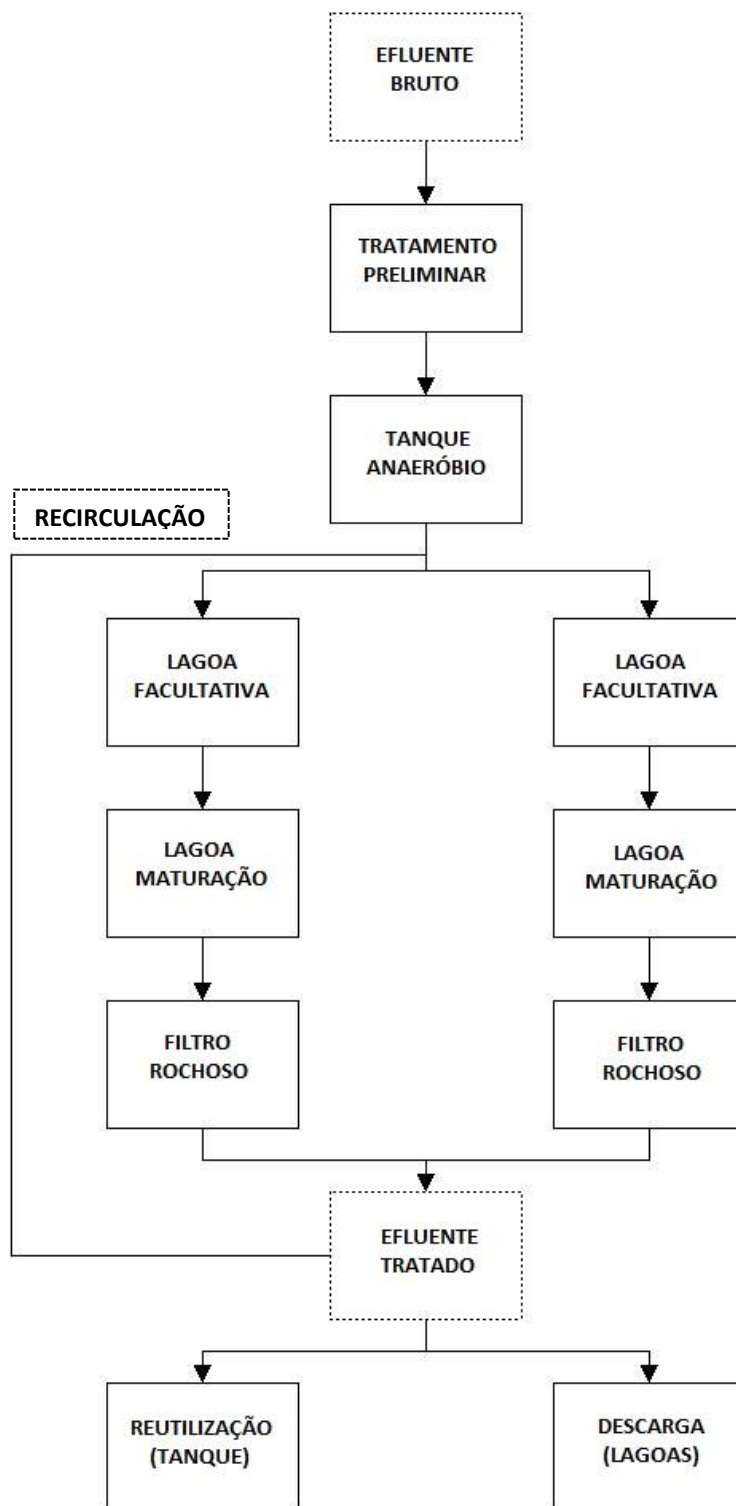 EFLUENTE
BRUTO
TRATAMENTO
PRELIMINAR
TANQUE
ANAERÓBIO
RECIRCULAÇÃO
LAGOA
FACULTATIVA
LAGOA
FACULTATIVA
LAGOA
MATURAÇÃO
LAGOA
MATURAÇÃO
FILTRO
ROCHOSO
FILTRO
ROCHOSO
EFLUENTE
TRATADO
REUTILIZAÇÃO
(TANQUE)
DESCARGA
(LAGOAS)